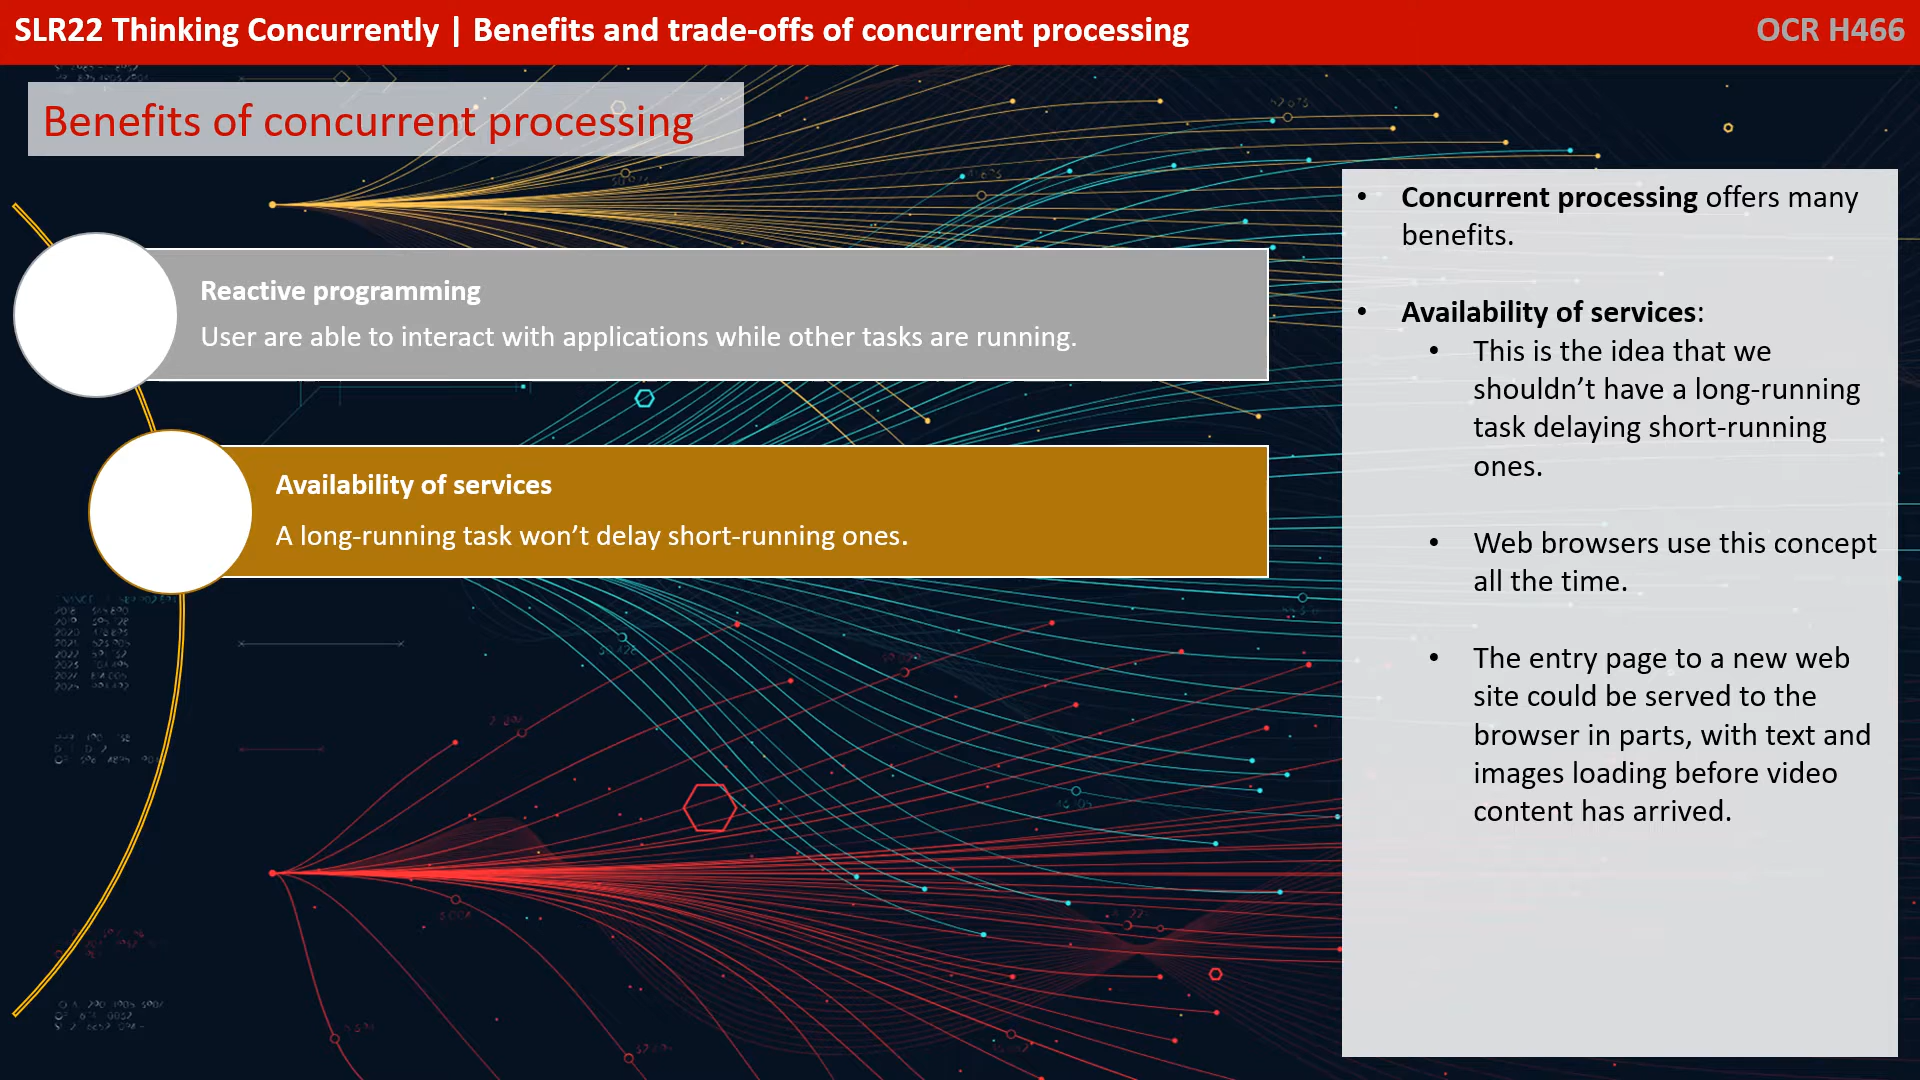 SLR22 Thinking Concurrently | Benefits and trade-offs of concurrent processing
OCR H466
Benefits of concurrent processing
Reactive programming
User are able to interact with applications while other tasks are running.
Availability of services
A long-running task won’t delay short-running ones.
• Concurrent processing offers many
benefits.
• Availability of services:
• This is the idea that we
shouldn’t have a long-running
task delaying short-running
ones.
• Web browsers use this concept
all the time.
• The entry page to a new web
site could be served to the
browser in parts, with text and
images loading before video
content has arrived.